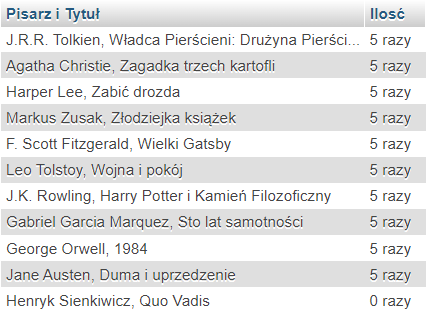 Pisarz i Tytuł Ilość
J.R.R. Tolkien, Władca Pierścieni: Drużyna Pierści... 5 razy
Agatha Christie, Zagadka trzech kartofli 5 razy
Harper Lee, Zabić drozda 5 razy
Markus Zusak, Złodziejka książek 5 razy
F. Scott Fitzgerald, Wielki Gatsby 5 razy
Leo Tolstoy, Wojna i pokój 5 razy
J.K. Rowling, Harry Potter i Kamień Filozoficzny 5 razy
Gabriel Garcia Marquez, Sto lat samotności 5 razy
George Orwell, 1984 5 razy
Jane Austen, Duma i uprzedzenie 5 razy
Henryk Sienkiwicz, Quo Vadis 0 razy